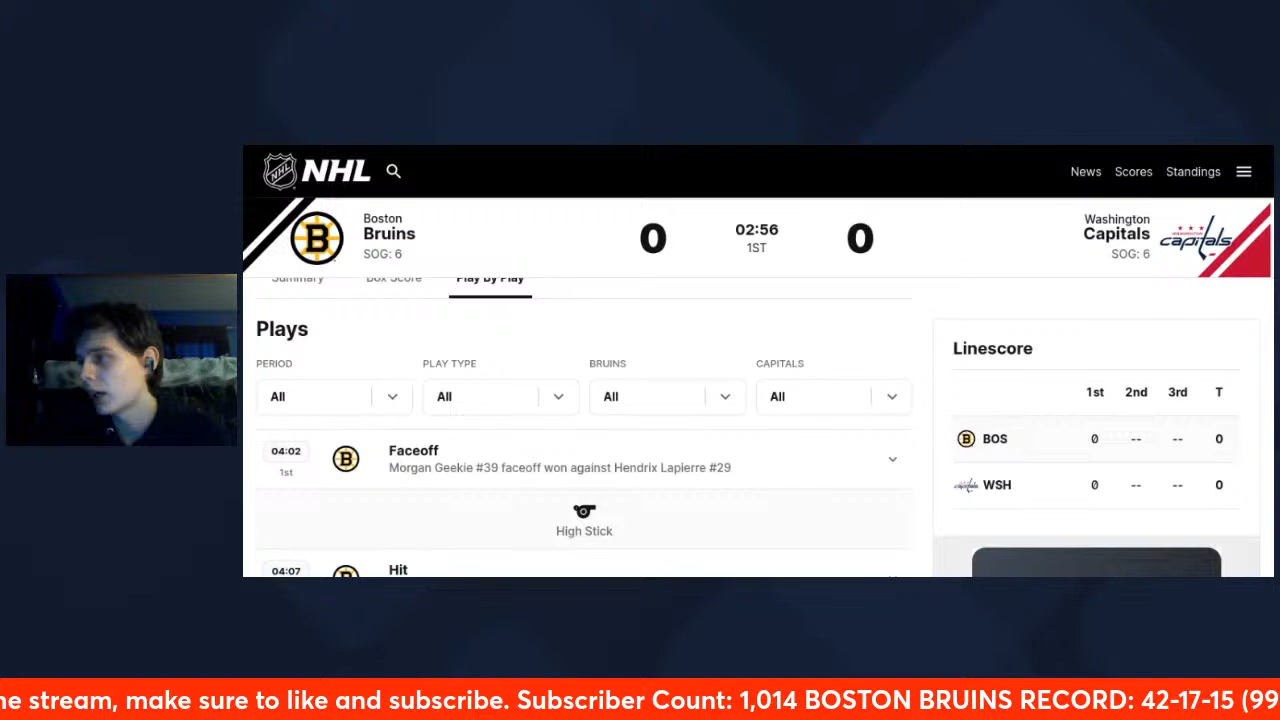 NHL
News Scores Standings
Boston
Bruins
SOG: 6
0
02:56
1ST
0
Washington
Capitals
SOG: 6
capitals
Summary Box Score Play By Play
Plays
PERIOD PLAY TYPE BRUINS CAPITALS
All All All All
04:02
1st
Faceoff
Morgan Geekie #39 faceoff won against Hendrix Lapierre #29
High Stick
04:07
Hit
Linescore
1st 2nd 3rd T
BOS 0 -- -- 0
WSH 0 -- -- 0
he stream, make sure to like and subscribe. Subscriber Count: 1,014 BOSTON BRUINS RECORD: 42-17-15 (99